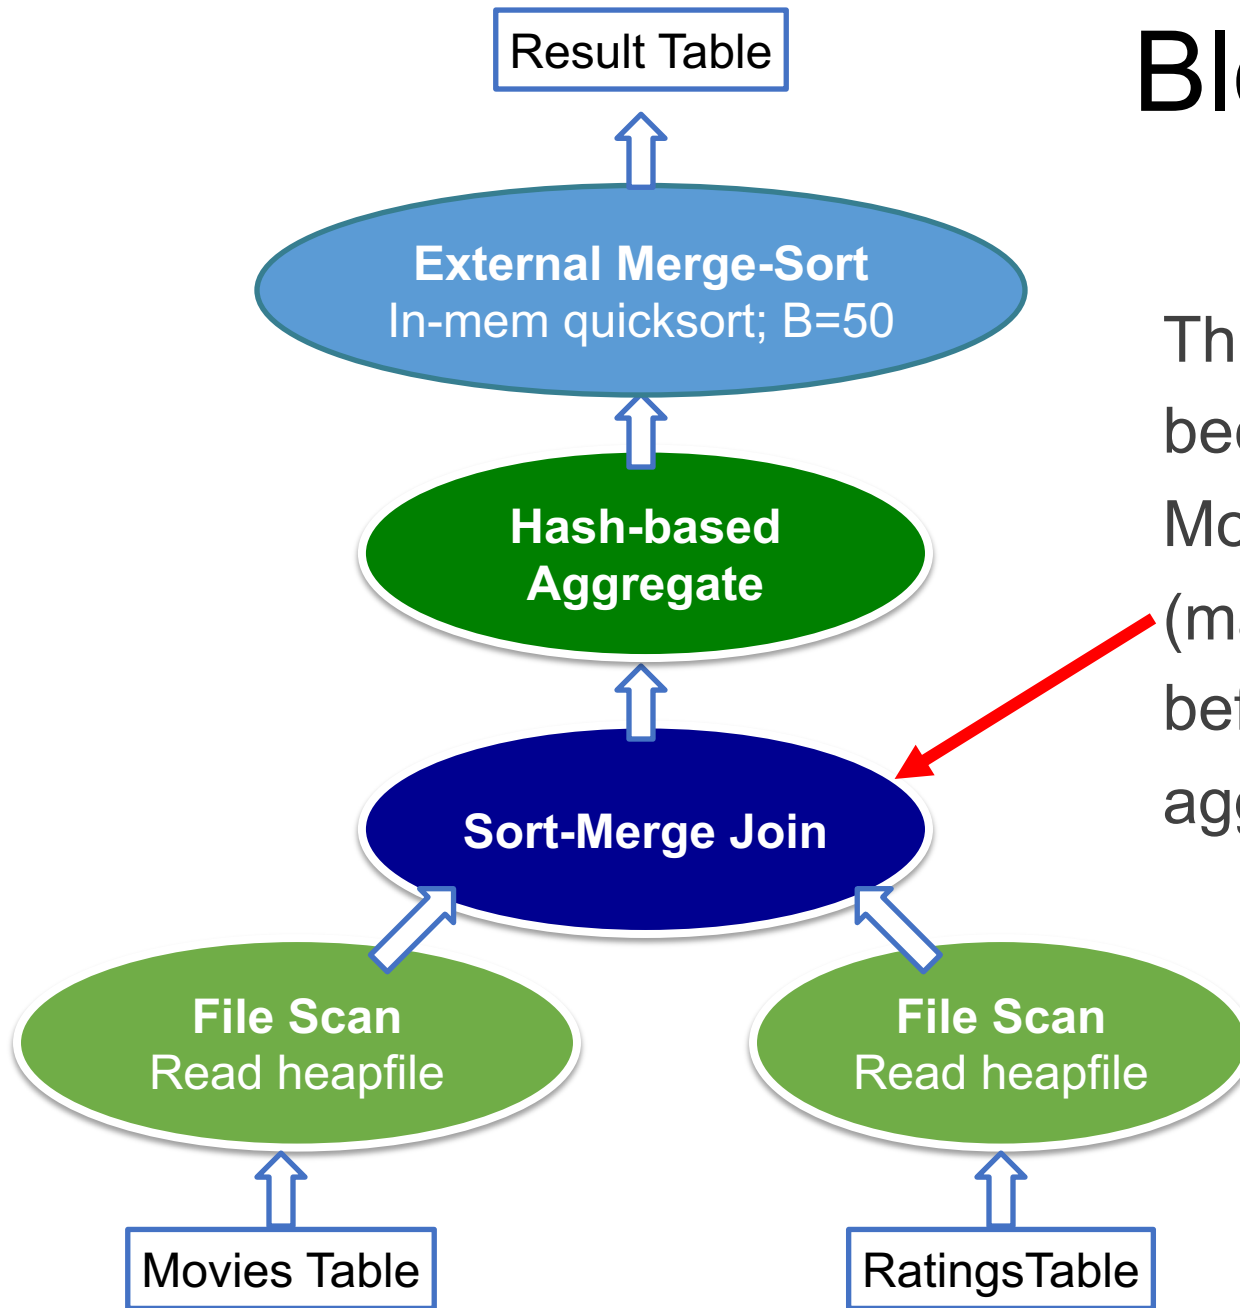 Result Table
External Merge-Sort
In-mem quicksort; B=50
Hash-based
Aggregate
Sort-Merge Join
File Scan
Read heapfile
File Scan
Read heapfile
Movies Table
RatingsTable